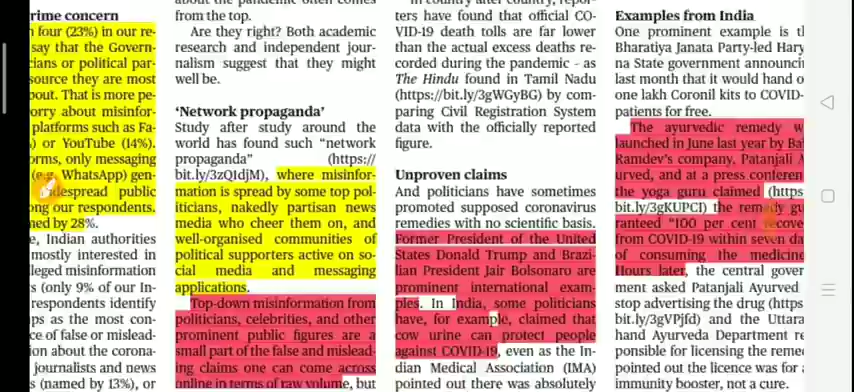 rime concern
n four (23%) in our re-
say that the Govern-
cians or political par-
source they are most
bout. That is more pe-
orry about misinfor-
platforms such as Fa-
) or YouTube (14%).
orms, only messaging
(e.g. WhatsApp) gen-
despread public
ong our respondents.
med by 28%.
e, Indian authorities
mostly interested in
leged misinformation
s (only 9% of our In-
respondents identify
ps as the most con-
ce of false or mislead-
ion about the corona-
journalists and news
s (named by 13%), or
about the pandemic often comes
from the top.
Are they right? Both academic
research and independent jour-
nalism suggest that they might
well be.
‘Network propaganda’
Study after study around the
world has found such “network
propaganda” (https://
bit.ly/3zQ1djM), where misinfor-
mation is spread by some top pol-
iticians, nakedly partisan news
media who cheer them on, and
well-organised communities of
political supporters active on so-
cial media and messaging
applications.
Top-down misinformation from
politicians, celebrities, and other
prominent public figures are a
small part of the false and mislead-
ing claims one can come across
online in terms of raw volume, but
In country after country, repor-
ters have found that official CO-
VID-19 death tolls are far lower
than the actual excess deaths re-
corded during the pandemic - as
The Hindu found in Tamil Nadu
(https://bit.ly/3gWGyBG) by com-
paring Civil Registration System
data with the officially reported
figure.
Unproven claims
And politicians have sometimes
promoted supposed coronavirus
remedies with no scientific basis.
Former President of the United
States Donald Trump and Brazi-
lian President Jair Bolsonaro are
prominent international exam-
ples. In India, some politicians
have, for example, claimed that
cow urine can protect people
against COVID-19, even as the In-
dian Medical Association (IMA)
pointed out there was absolutely
Examples from India
One prominent example is th
Bharatiya Janata Party-led Hary
na State government announcin
last month that it would hand o
one lakh Coronil kits to COVID-
patients for free.
The ayurvedic remedy w
launched in June last year by Ba
Ramdev’s company, Patanjali A
urved, and at a press conferen
the yoga guru claimed (https
bit.ly/3gKUPCI) the remedy gu
ranteed “100 per cent recove
from COVID-19 within seven da
of consuming the medicine
Hours later, the central gover
ment asked Patanjali Ayurved
stop advertising the drug (https
bit.ly/3gVPjfd) and the Uttara
hand Ayurveda Department re
ponsible for licensing the remed
pointed out the licence was for a
immunity booster, not a cure.